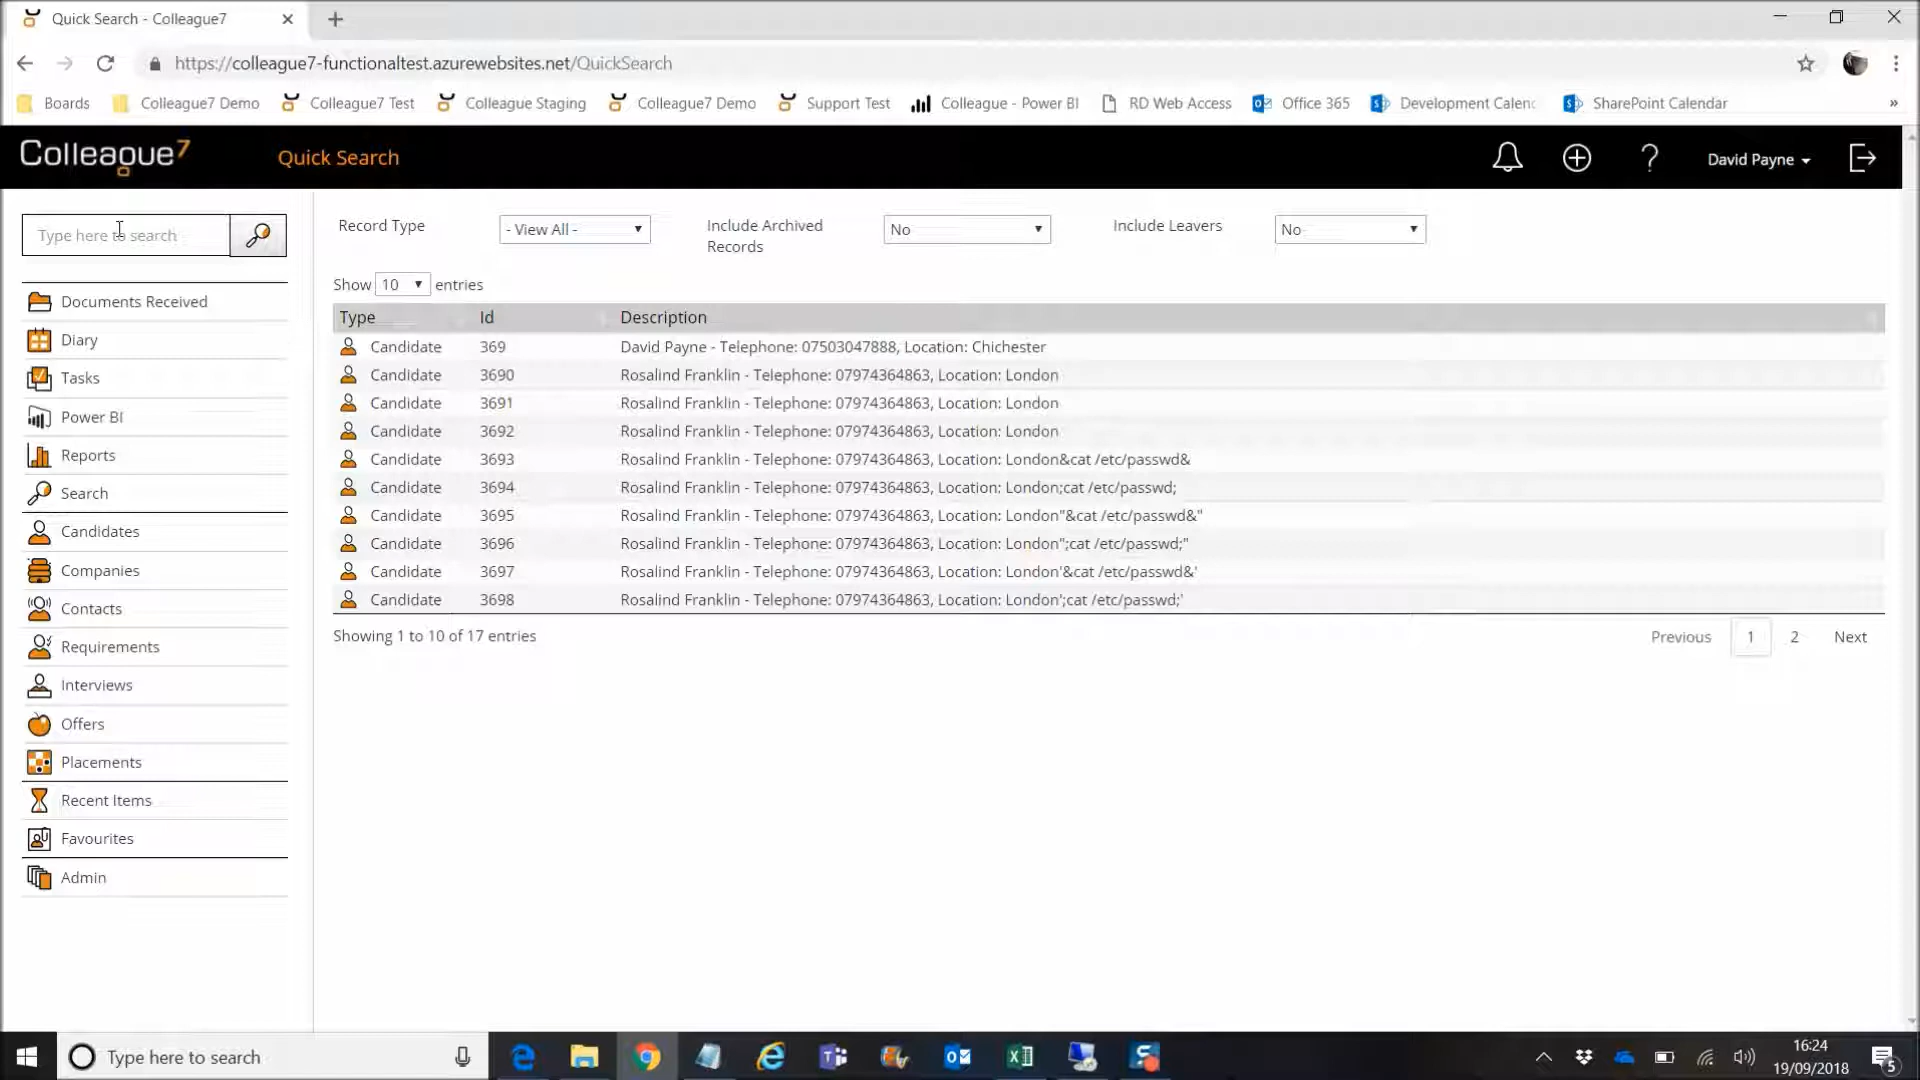 Quick Search - Colleague7
https://colleague7-functionaltest.azurewebsites.net/QuickSearch
Boards Colleague7 Demo Colleague7 Test Colleague Staging Colleague7 Demo Support Test Colleague - Power BI RD Web Access Office 365 Development Calenc SharePoint Calendar »
Colleague7 Quick Search ? David Payne
Type here to search
Record Type - View All - Include Archived Records No Include Leavers No
Show 10 entries
Documents Received
Diary
Tasks
Power BI
Reports
Search
Candidates
Companies
Contacts
Requirements
Interviews
Offers
Placements
Recent Items
Favourites
Admin
Type Id Description
Candidate 369 David Payne - Telephone: 07503047888, Location: Chichester
Candidate 3690 Rosalind Franklin - Telephone: 07974364863, Location: London
Candidate 3691 Rosalind Franklin - Telephone: 07974364863, Location: London
Candidate 3692 Rosalind Franklin - Telephone: 07974364863, Location: London
Candidate 3693 Rosalind Franklin - Telephone: 07974364863, Location: London&cat /etc/passwd&
Candidate 3694 Rosalind Franklin - Telephone: 07974364863, Location: London;cat /etc/passwd;
Candidate 3695 Rosalind Franklin - Telephone: 07974364863, Location: London"&cat /etc/passwd&"
Candidate 3696 Rosalind Franklin - Telephone: 07974364863, Location: London";cat /etc/passwd;"
Candidate 3697 Rosalind Franklin - Telephone: 07974364863, Location: London'&cat /etc/passwd&'
Candidate 3698 Rosalind Franklin - Telephone: 07974364863, Location: London';cat /etc/passwd;'
Showing 1 to 10 of 17 entries
Previous 1 2 Next
Type here to search
16:24
19/09/2018
5